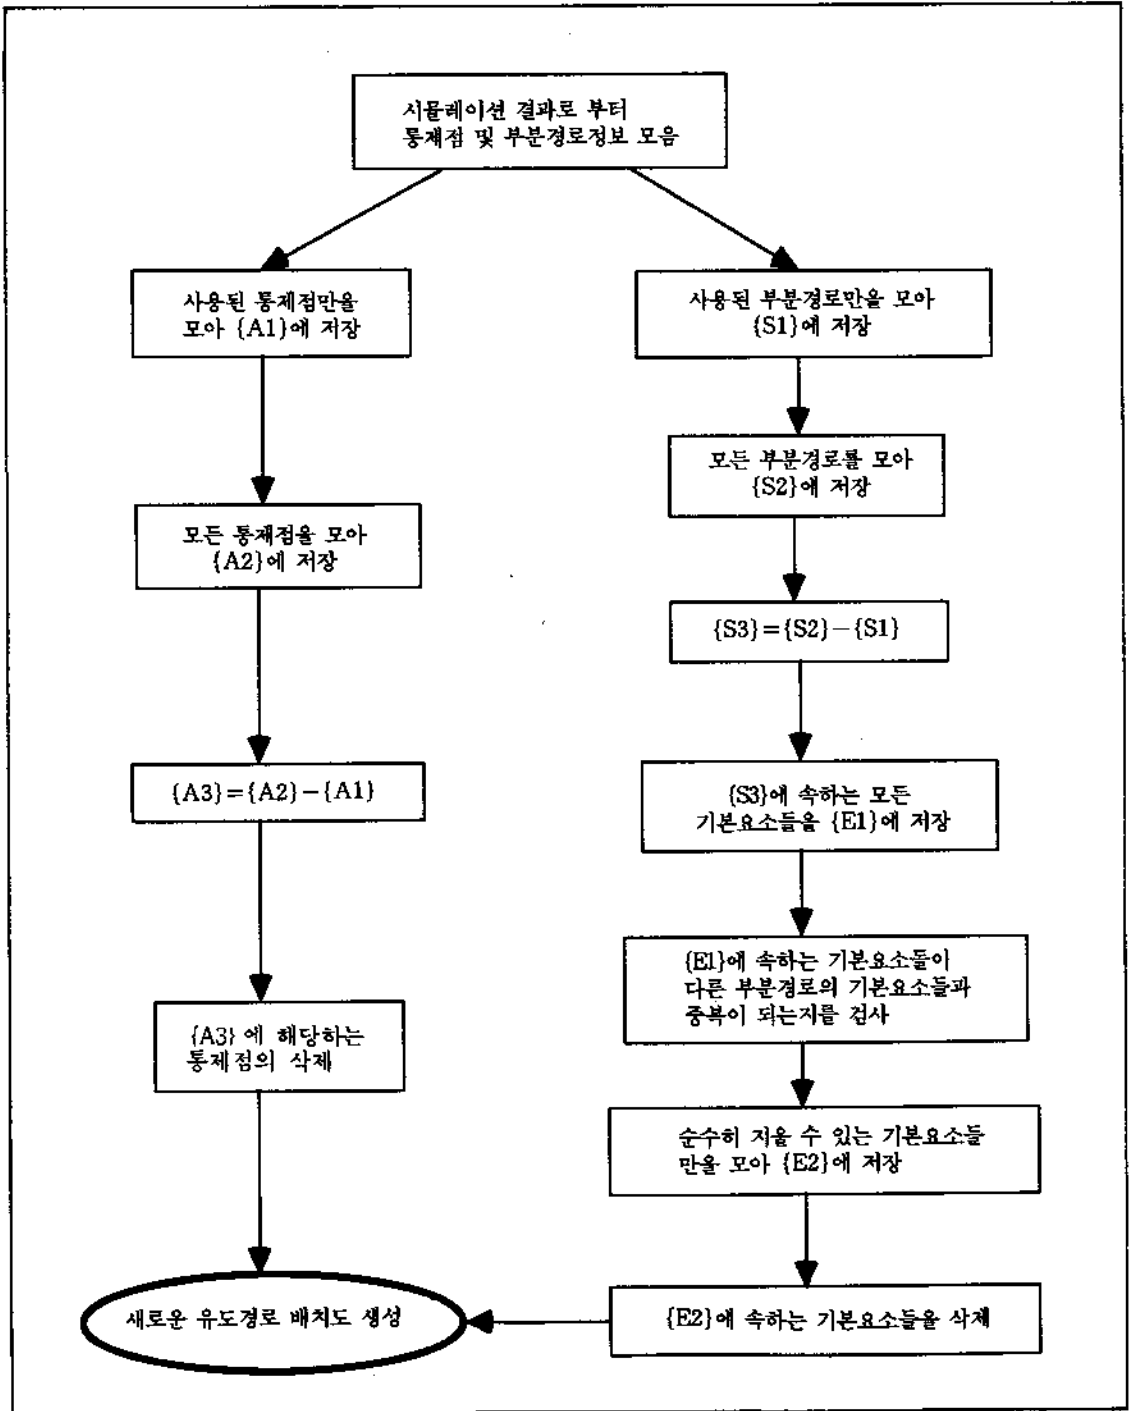 시뮬레이션 결과로 부터
통제점 및 부분경로정보 모음
사용된 통제점만을
모아 {A1}에 저장
모든 통제점을 모아
{A2}에 저장
{A3}={A2}-{A1}
{A3}에 해당하는
통제점의 삭제
사용된 부분경로만을 모아
{S1}에 저장
모든 부분경로를 모아
{S2}에 저장
{S3}={S2}-{S1}
{S3}에 속하는 모든
기본요소들을 {E1}에 저장
{E1}에 속하는 기본요소들이
다른 부분경로의 기본요소들과
중복이 되는지를 검사
순수히 지울 수 있는 기본요소들
만을 모아 {E2}에 저장
{E2}에 속하는 기본요소들을 삭제
새로운 유도경로 배치도 생성